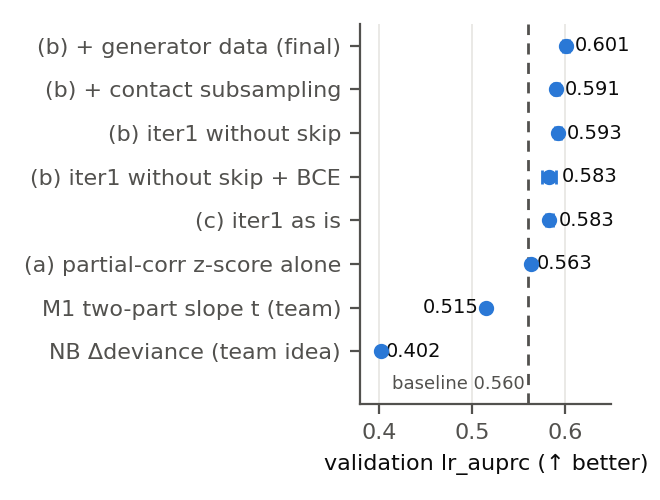 (b) + generator data (final) 0.601
(b) + contact subsampling 0.591
(b) iter1 without skip 0.593
(b) iter1 without skip + BCE 0.583
(c) iter1 as is 0.583
(a) partial-corr z-score alone 0.563
M1 two-part slope t (team) 0.515
NB Δdeviance (team idea) 0.402
baseline 0.560
0.4 0.5 0.6
validation lr_auprc (↑ better)